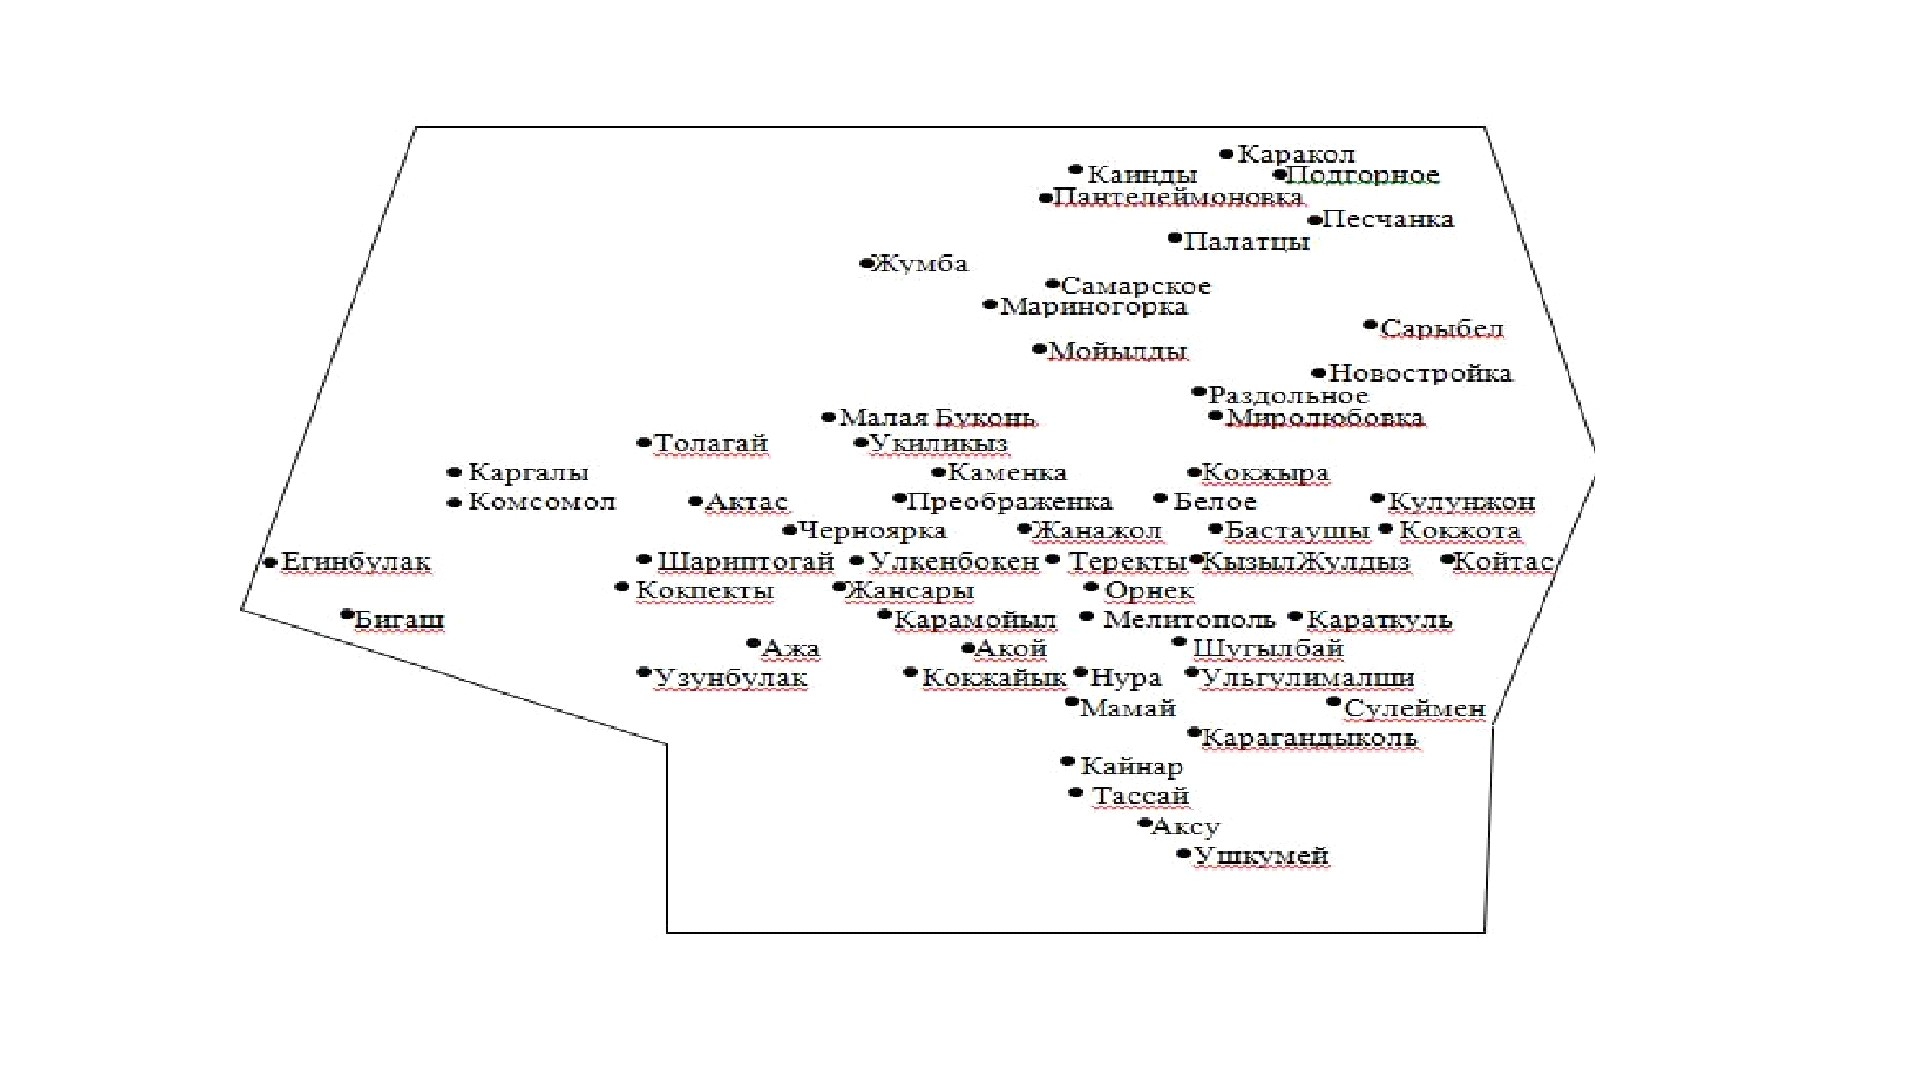 Каракол
Каинды Подгорное
Пантелеймоновка
Песчанка
Палатцы
Жумба
Самарское
Мариногорка
Сарыбел
Мойылды
Новостройка
Раздольное
Малая Буконь Миролюбовка
Толагай Укиликыз
Каргалы Каменка Кокжыра
Комсомол Актас Преображенка Белое Кулунжон
Черноярка Жанажол Бастаушы Кокжота
Егинбулак Шариптогай Улкенбокен Теректы КызылЖулдыз Койтас
Кокпекты Жансары Орнек
Бигаш Карамойыл Мелитополь Караткуль
Ажа Акой Шугылбай
Узунбулак Кокжайык Нура Ульгулималши
Мамай Сулеймен
Карагандыколь
Кайнар
Тассай
Аксу
Ушкумей